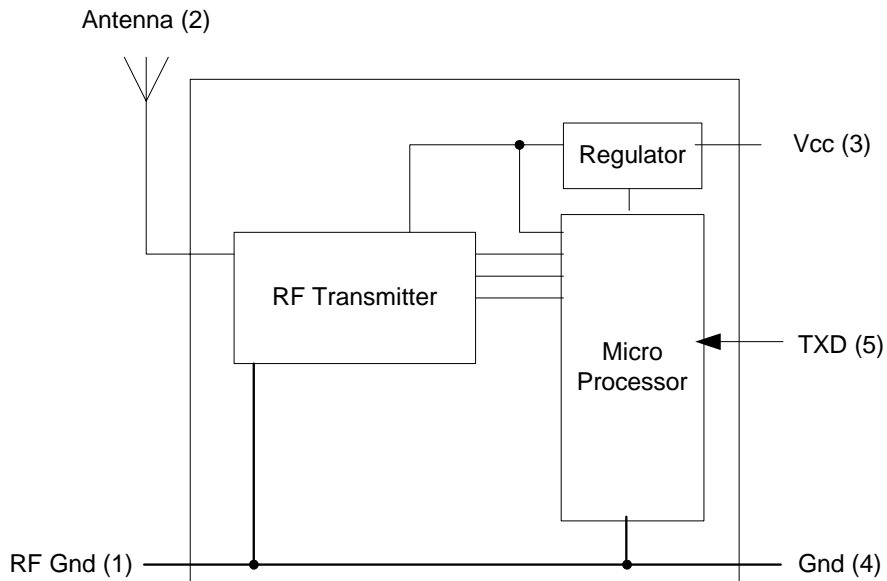 Antenna (2)
Regulator
Vcc (3)
RF Transmitter
Micro
Processor
TXD (5)
RF Gnd (1)
Gnd (4)